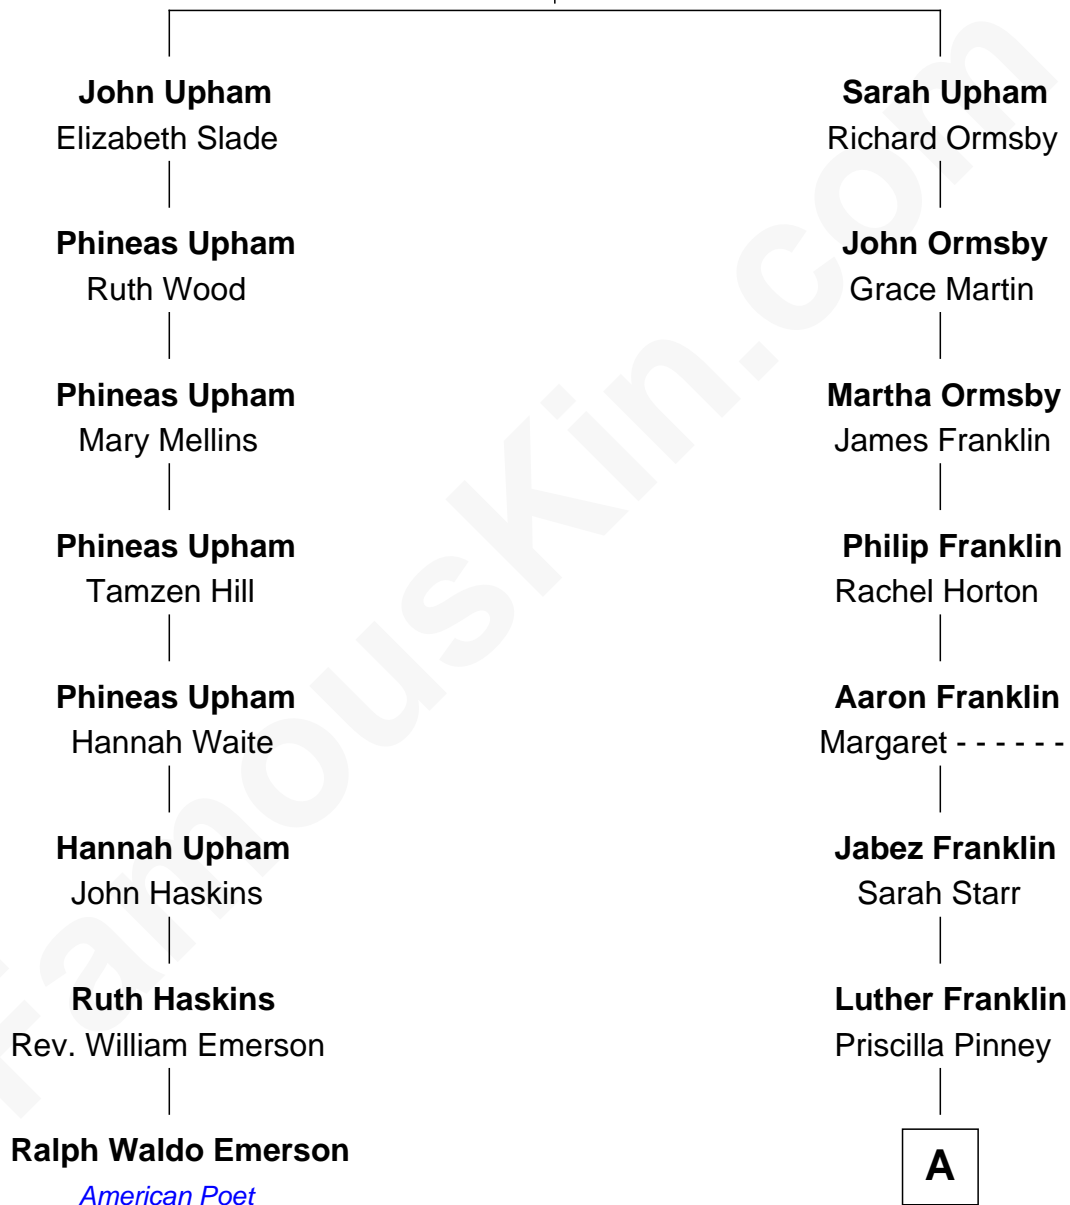 John Upham
Elizabeth Slade
Phineas Upham
Ruth Wood
Phineas Upham
Mary Mellins
Phineas Upham
Tamzen Hill
Phineas Upham
Hannah Waite
Hannah Upham
John Haskins
Ruth Haskins
Rev. William Emerson
Ralph Waldo Emerson
American Poet
Sarah Upham
Richard Ormsby
John Ormsby
Grace Martin
Martha Ormsby
James Franklin
Philip Franklin
Rachel Horton
Aaron Franklin
Margaret - - - - - -
Jabez Franklin
Sarah Starr
Luther Franklin
Priscilla Pinney
A
FamousKin.com